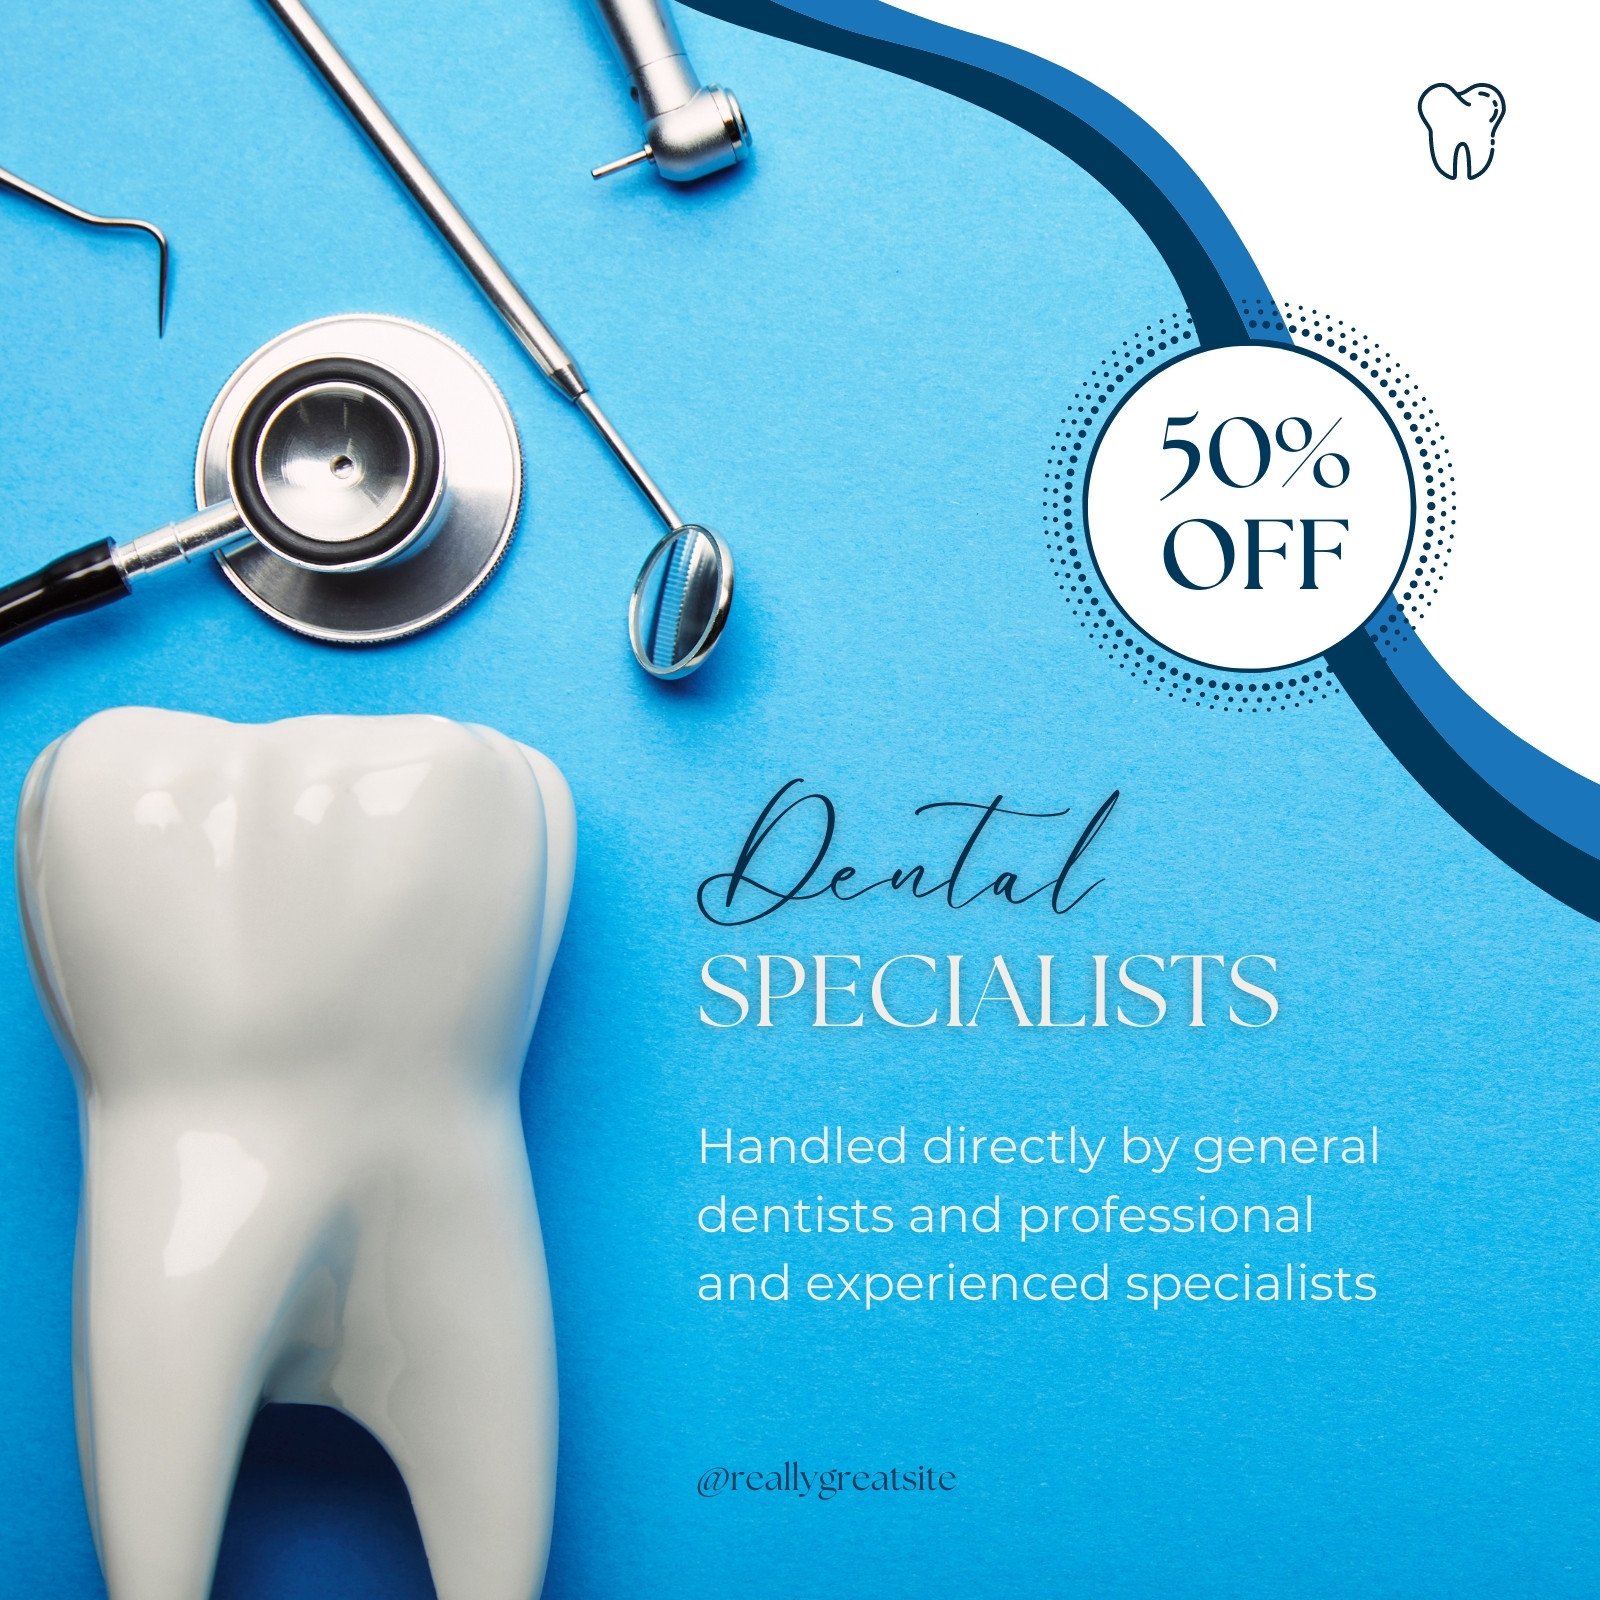 50%
OFF
Dental
SPECIALISTS
Handled directly by general
dentists and professional
and experienced specialists
@reallygreatsite